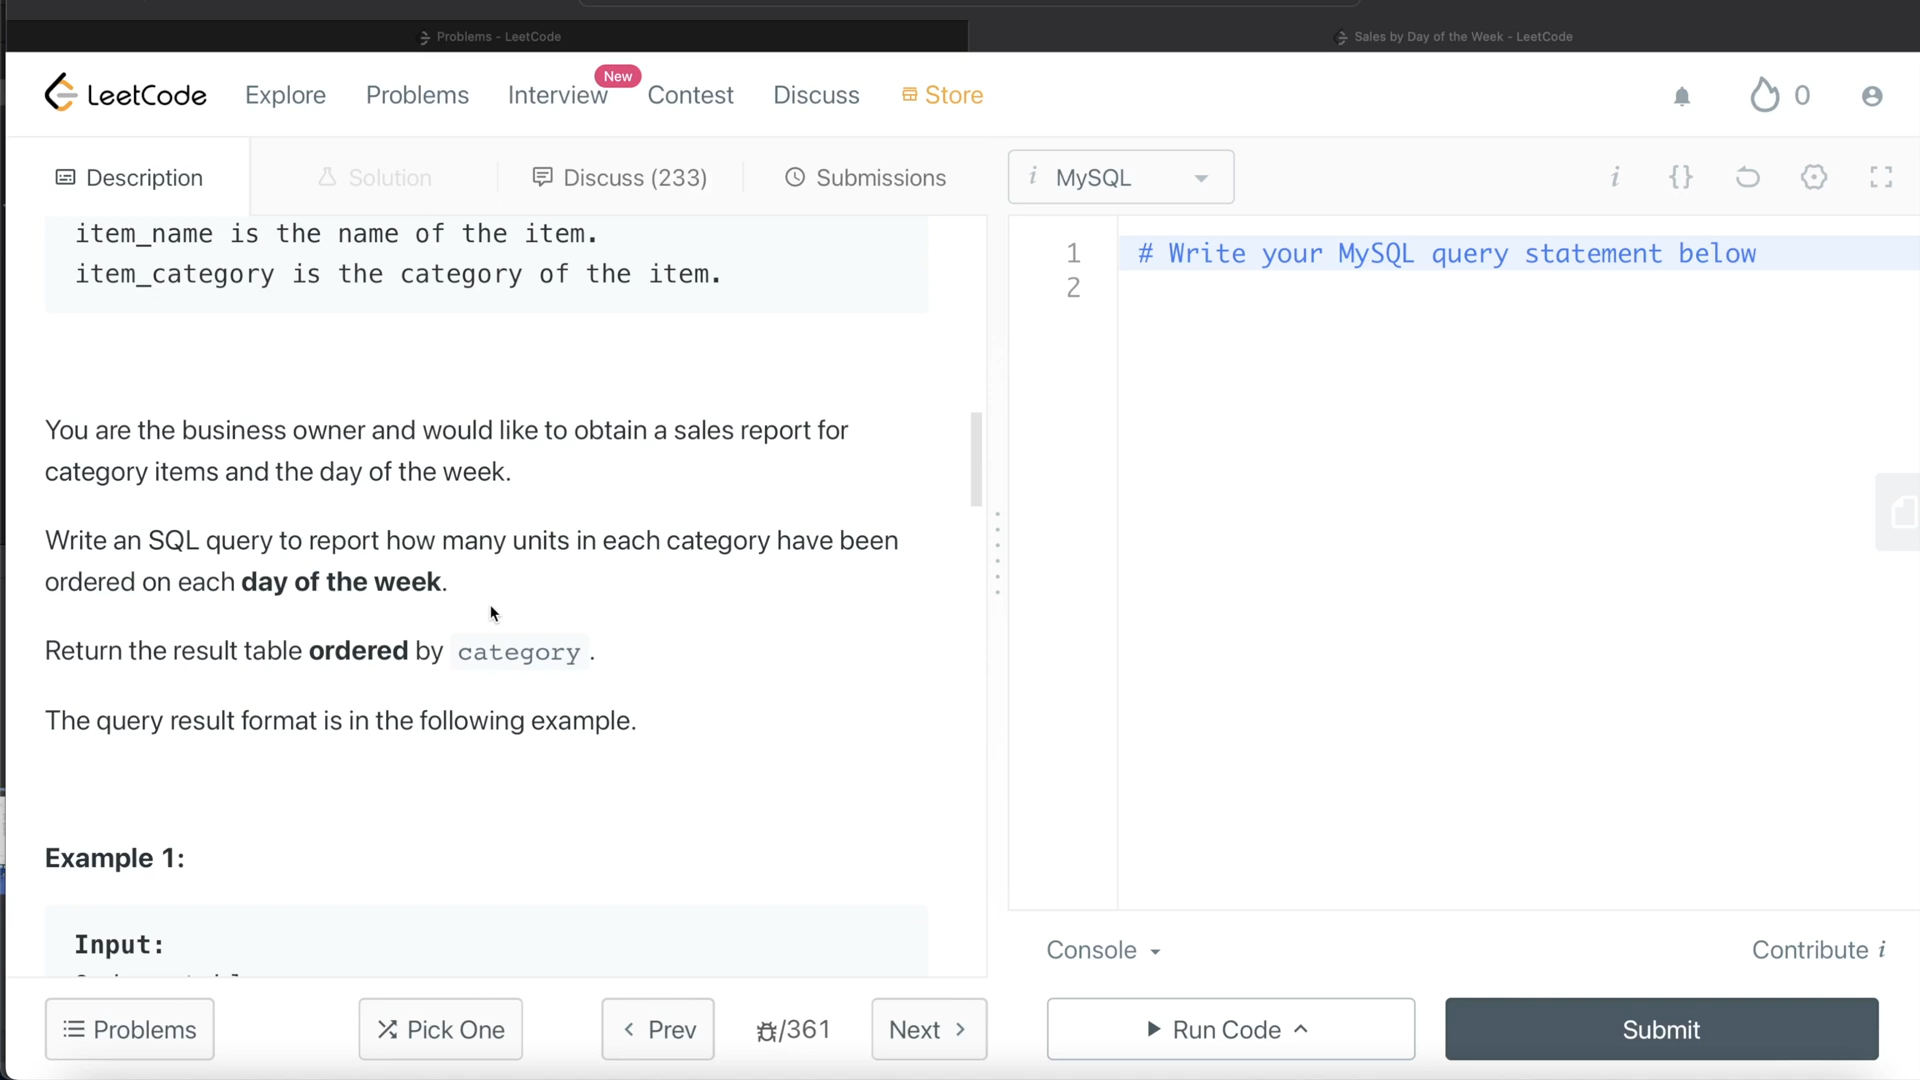 Problems - LeetCode
Sales by Day of the Week - LeetCode
LeetCode
Explore
Problems
Interview
New
Contest
Discuss
Store
0
Description
Solution
Discuss (233)
Submissions
i MySQL
i {}
item_name is the name of the item.
item_category is the category of the item.
You are the business owner and would like to obtain a sales report for
category items and the day of the week.
Write an SQL query to report how many units in each category have been
ordered on each day of the week.
Return the result table ordered by category .
The query result format is in the following example.
Example 1:
Input:
1 # Write your MySQL query statement below
2
Console
Contribute i
Problems
Pick One
Prev
/361
Next
Run Code
Submit